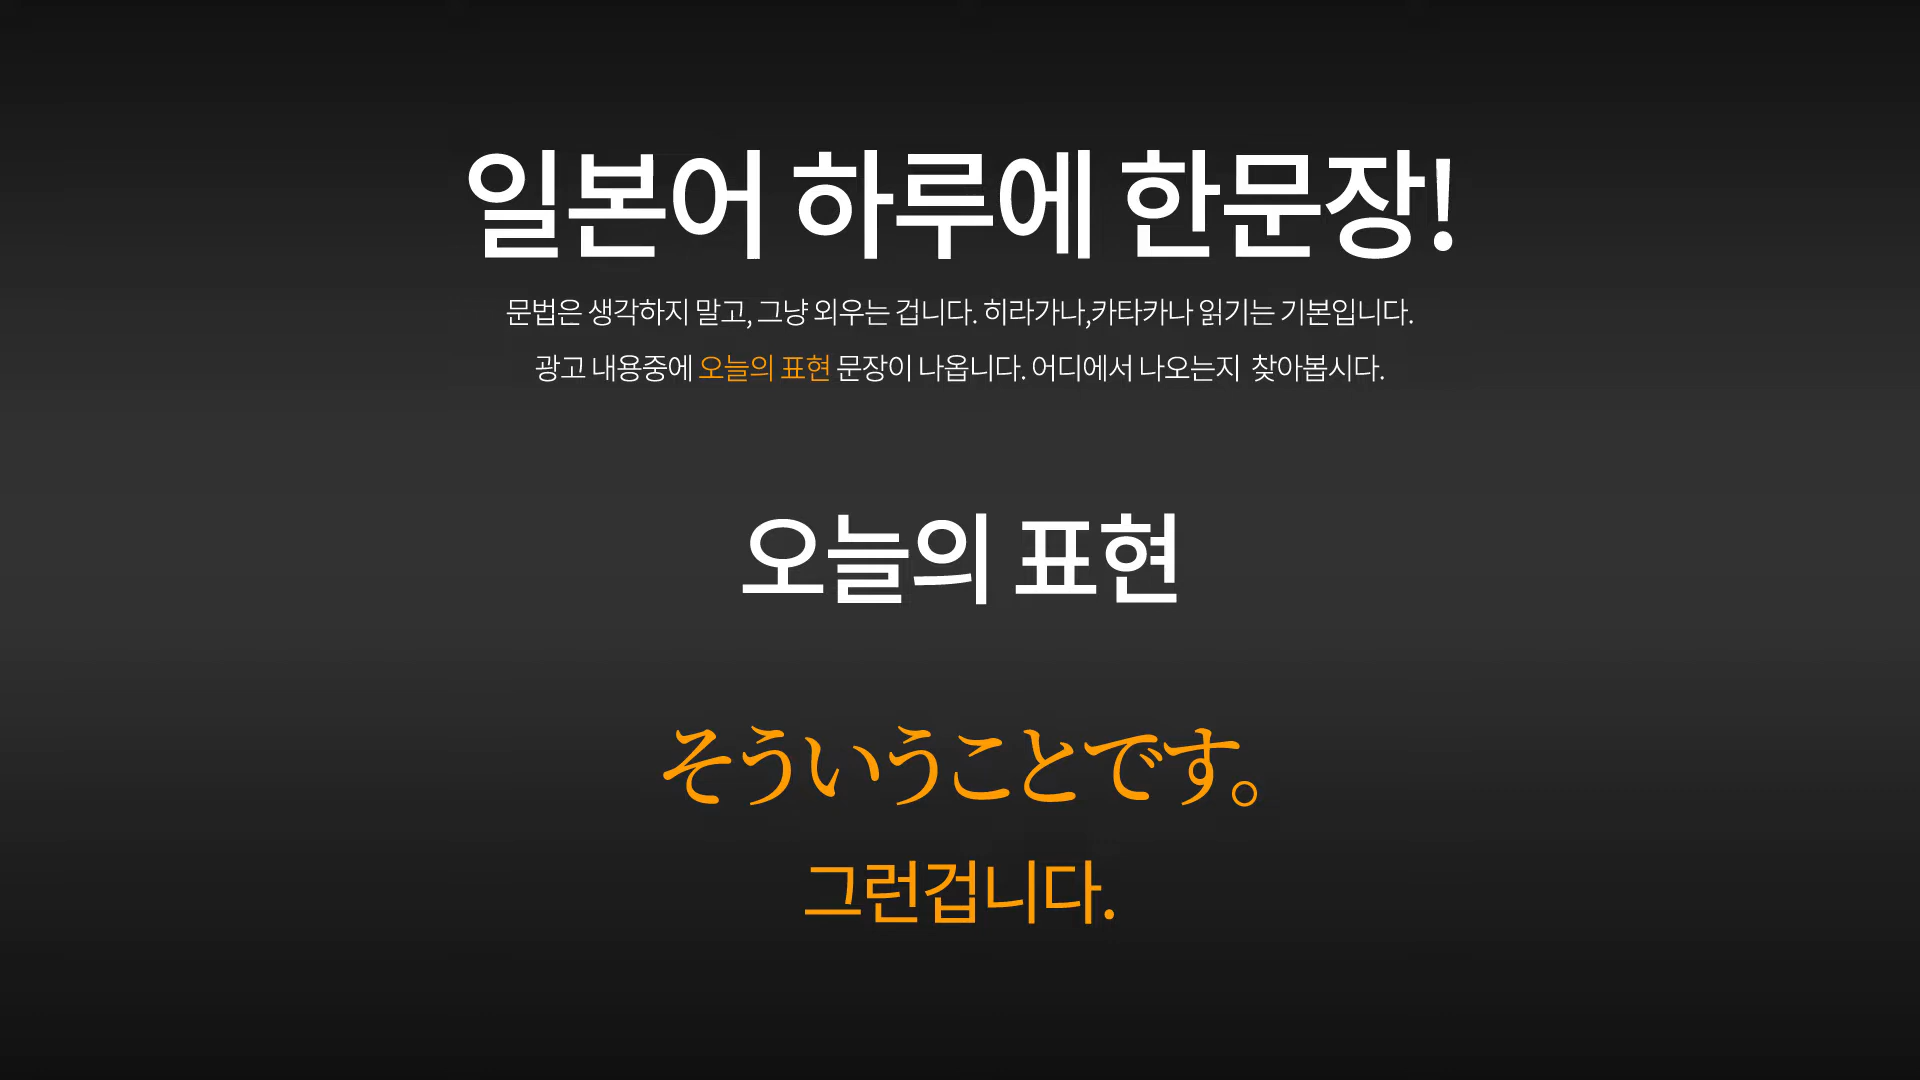 일본어 하루에 한문장!
문법은 생각하지 말고, 그냥 외우는 겁니다. 히라가나,카타카나 읽기는 기본입니다.
광고 내용중에 오늘의 표현 문장이 나옵니다. 어디에서 나오는지 찾아봅시다.
오늘의 표현
そういうことです。
그런겁니다.